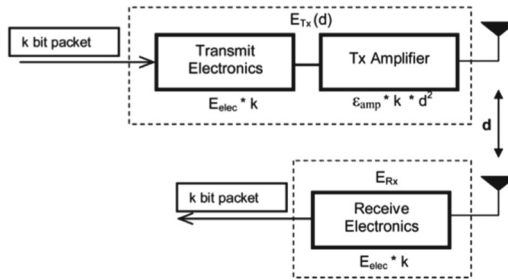 E_Tx (d)
k bit packet
Transmit
Electronics
Tx Amplifier
E_elec * k
ε_amp * k * d²
d
k bit packet
E_Rx
Receive
Electronics
E_elec * k